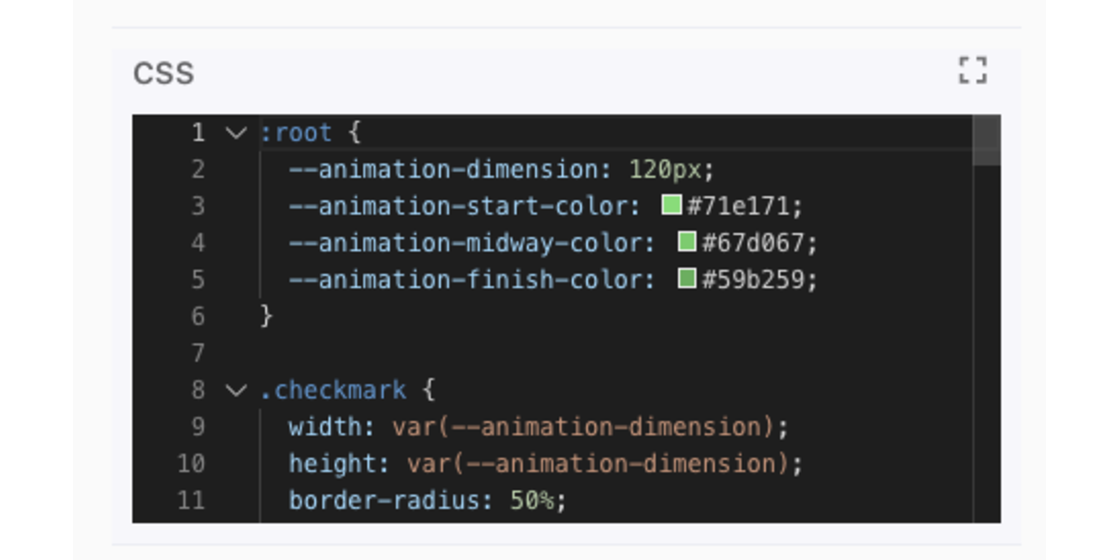 CSS
1 :root {
2 --animation-dimension: 120px;
3 --animation-start-color: #71e171;
4 --animation-midway-color: #67d067;
5 --animation-finish-color: #59b259;
6 }
7
8 .checkmark {
9 width: var(--animation-dimension);
10 height: var(--animation-dimension);
11 border-radius: 50%;